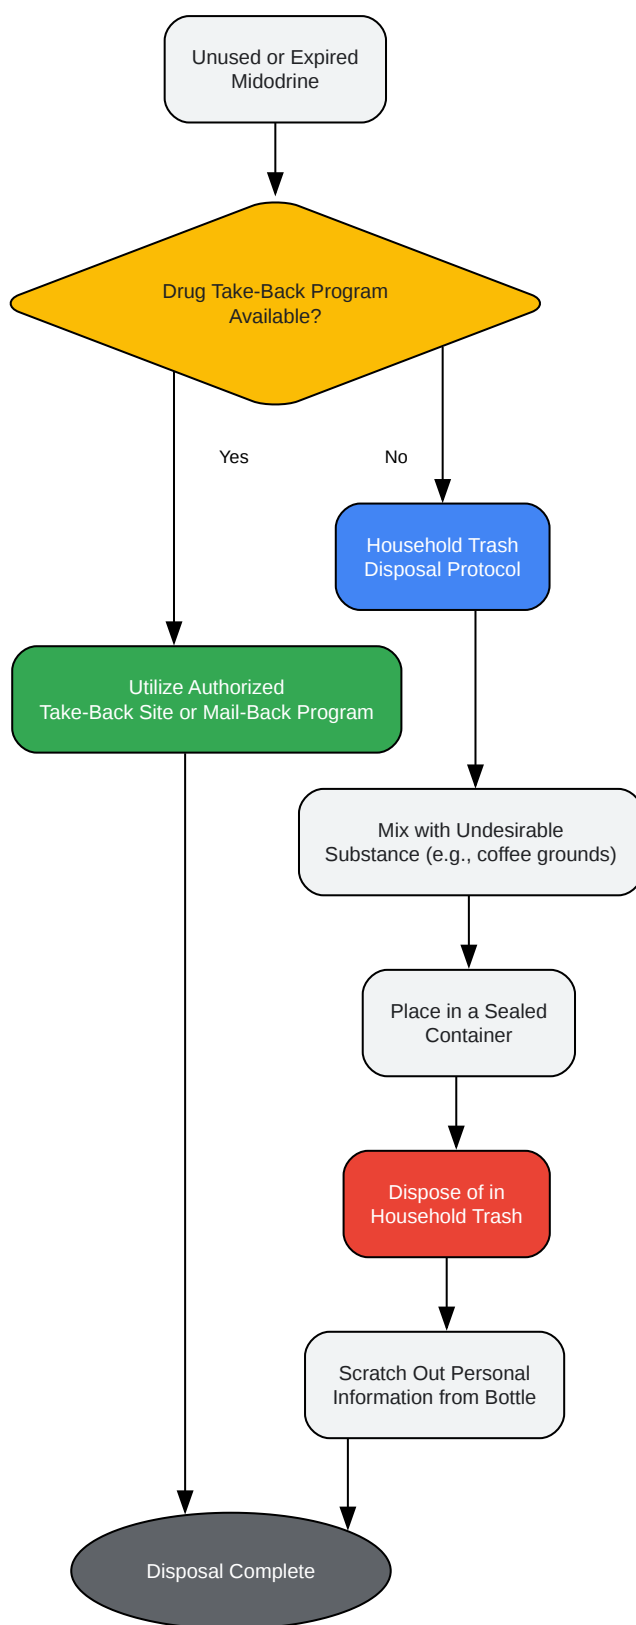 Unused or Expired
Midodrine
Drug Take-Back Program
Available?
Yes
No
Household Trash
Disposal Protocol
Utilize Authorized
Take-Back Site or Mail-Back Program
Mix with Undesirable
Substance (e.g., coffee grounds)
Place in a Sealed
Container
Dispose of in
Household Trash
Scratch Out Personal
Information from Bottle
Disposal Complete